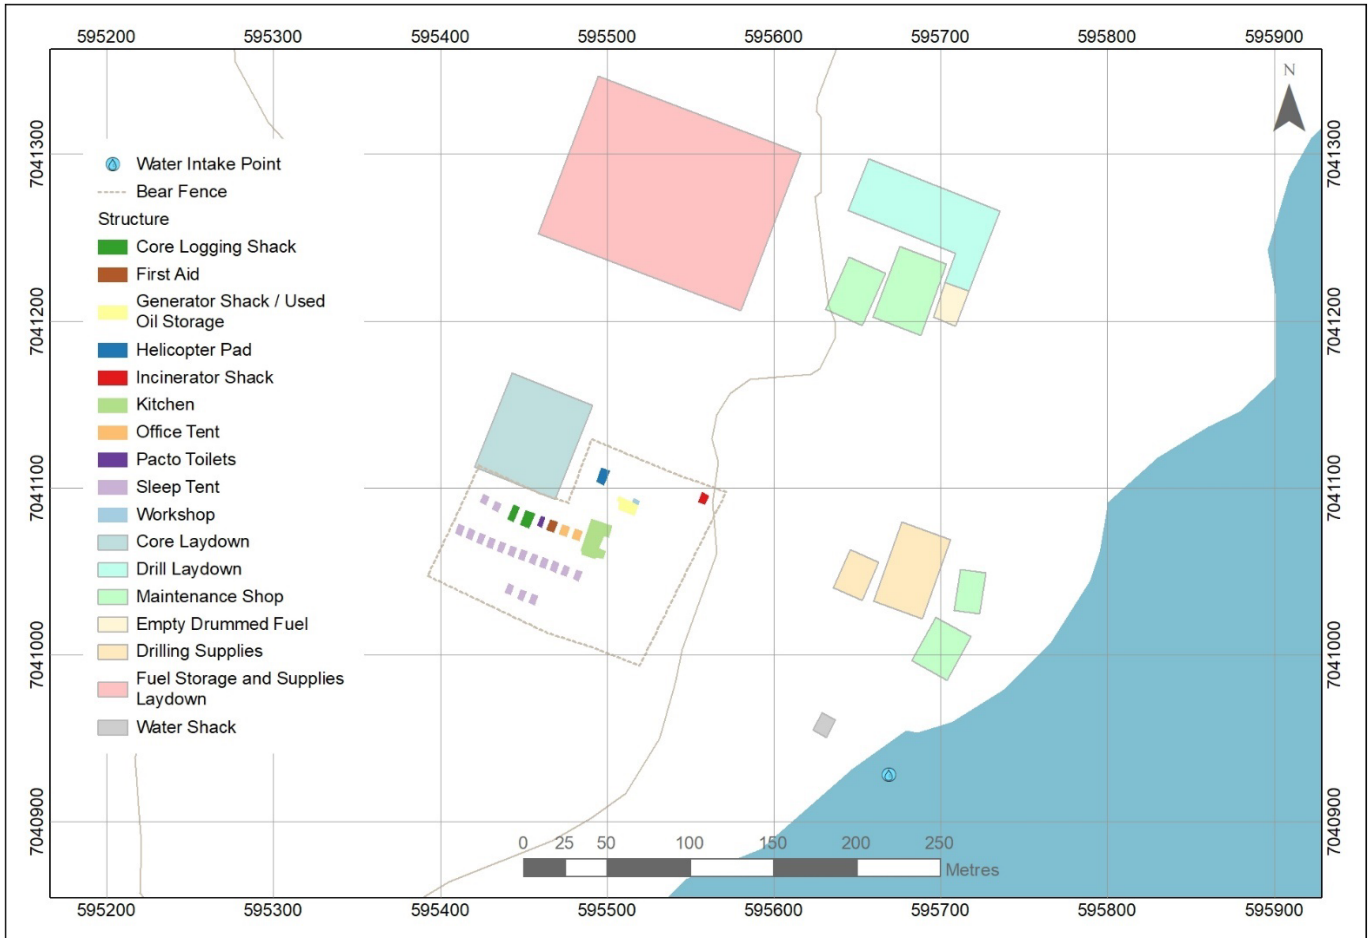 595200 595300 595400 595500 595600 595700 595800 595900
N
7041300 7041300
7041200 7041200
7041100 7041100
7041000 7041000
7040900 7040900
Water Intake Point
Bear Fence
Structure
Core Logging Shack
First Aid
Generator Shack / Used
Oil Storage
Helicopter Pad
Incinerator Shack
Kitchen
Office Tent
Pacto Toilets
Sleep Tent
Workshop
Core Laydown
Drill Laydown
Maintenance Shop
Empty Drummed Fuel
Drilling Supplies
Fuel Storage and Supplies
Laydown
Water Shack
0 25 50 100 150 200 250
Metres
595200 595300 595400 595500 595600 595700 595800 595900